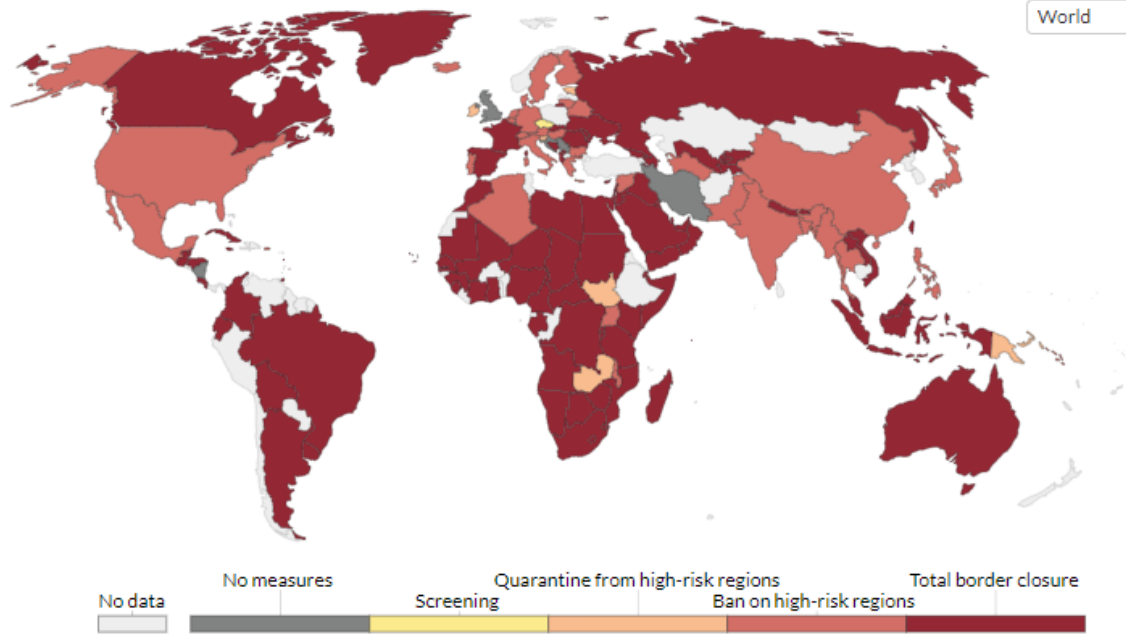 World
No measures
Quarantine from high-risk regions
Total border closure
No data
Screening
Ban on high-risk regions